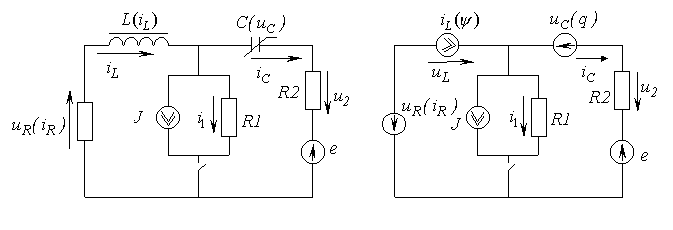 L(i_L)
C(u_C)
i_L
i_C
u_R(i_R)
J
i_1
R1
R2
u_2
e
i_L(ψ)
u_C(q)
u_L
i_C
u_R(i_R)
J
i_1
R1
R2
u_2
e